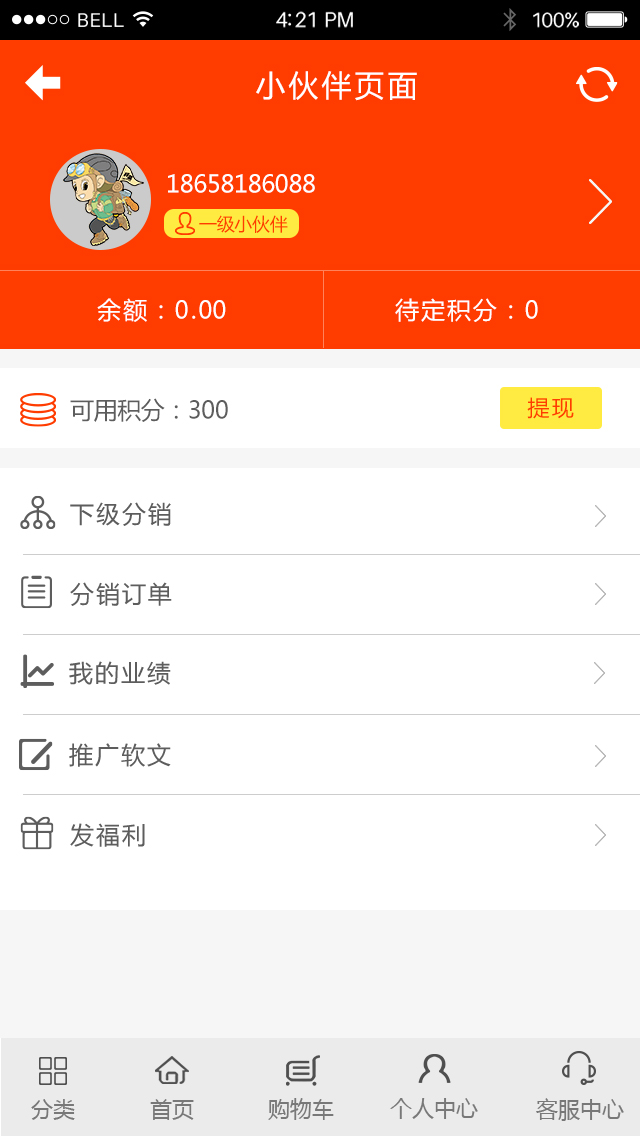 BELL 4:21 PM 100%
小伙伴页面
18658186088
一级小伙伴
余额：0.00 待定积分：0
可用积分：300 提现
下级分销
分销订单
我的业绩
推广软文
发福利
分类 首页 购物车 个人中心 客服中心